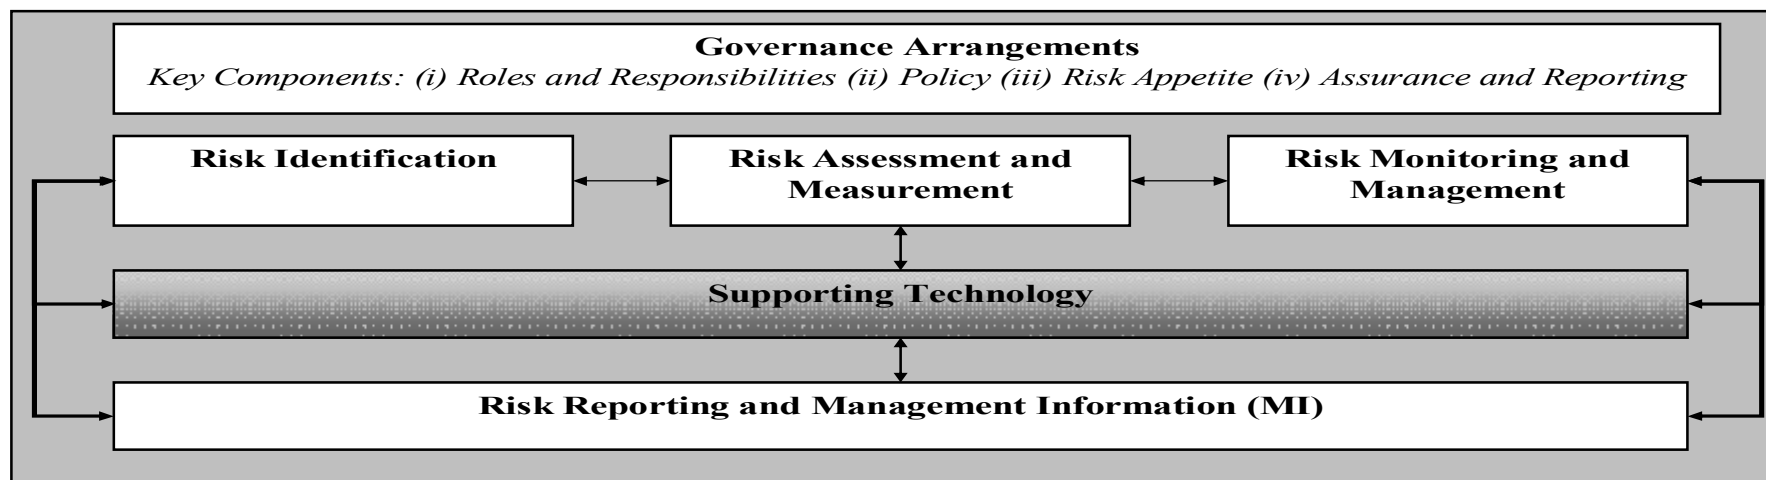 Governance Arrangements
Key Components: (i) Roles and Responsibilities (ii) Policy (iii) Risk Appetite (iv) Assurance and Reporting
Risk Identification
Risk Assessment and
Measurement
Risk Monitoring and
Management
Supporting Technology
Risk Reporting and Management Information (MI)